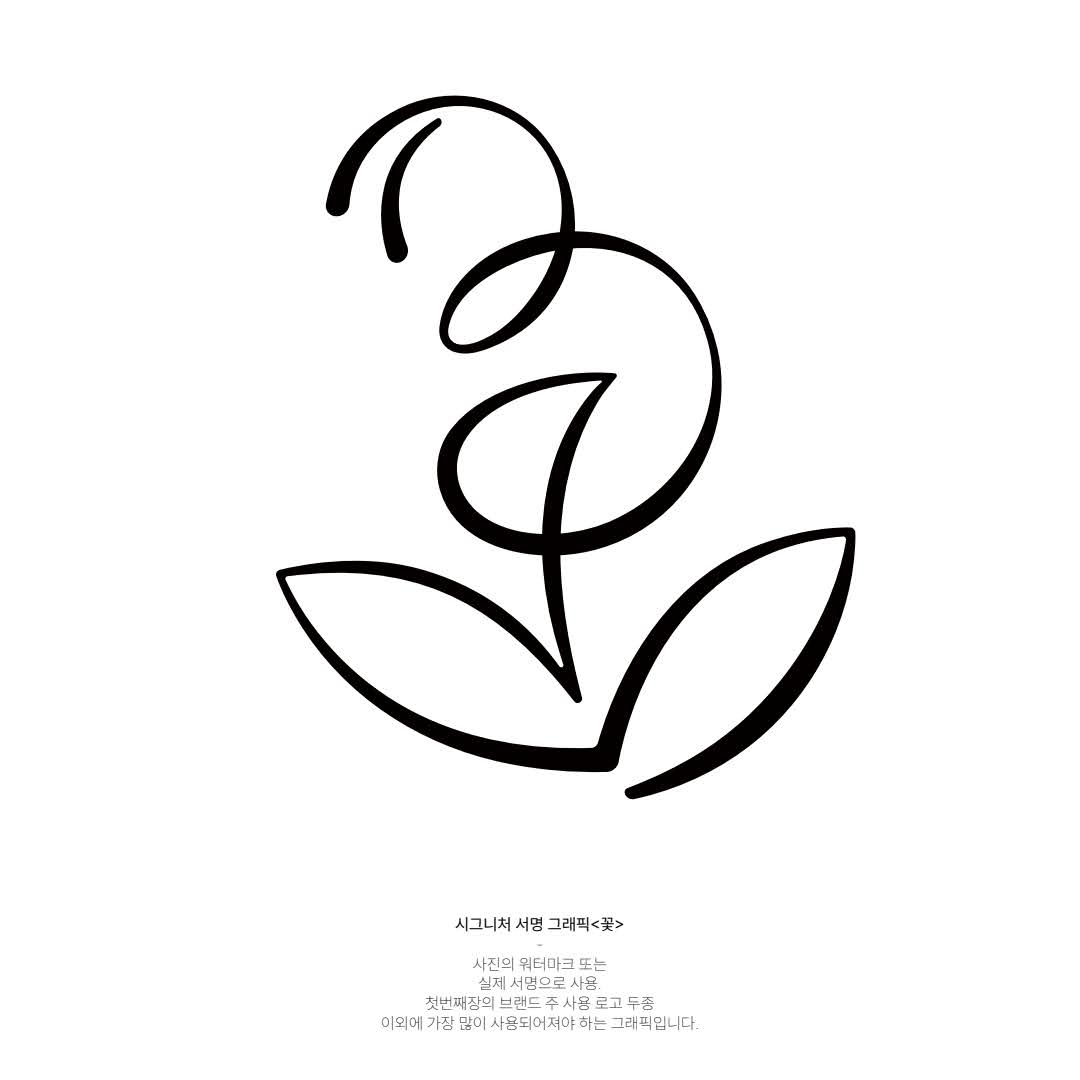 시그니처 서명 그래픽<꽃>
-
사진의 워터마크 또는
실제 서명으로 사용.
첫번째장의 브랜드 주 사용 로고 두종
이외에 가장 많이 사용되어져야 하는 그래픽입니다.